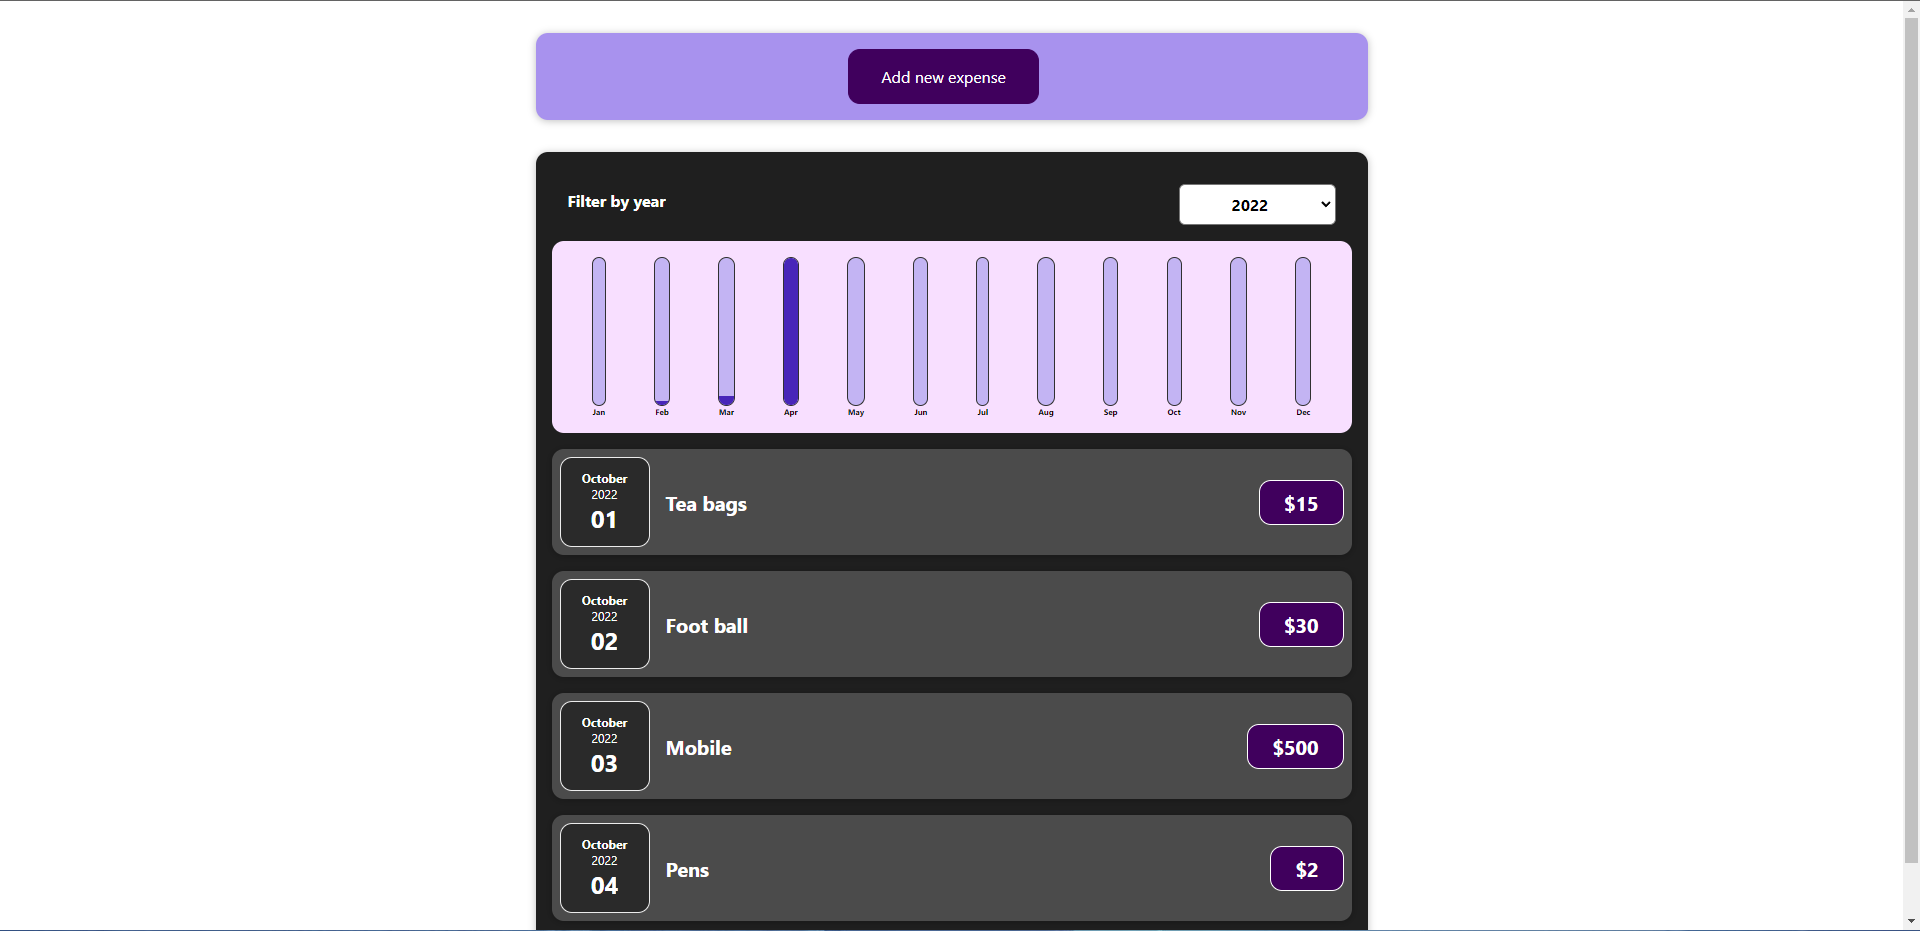 Add new expense
Filter by year
2022
Jan Feb Mar Apr May Jun Jul Aug Sep Oct Nov Dec
October
2022
01
Tea bags
$15
October
2022
02
Foot ball
$30
October
2022
03
Mobile
$500
October
2022
04
Pens
$2